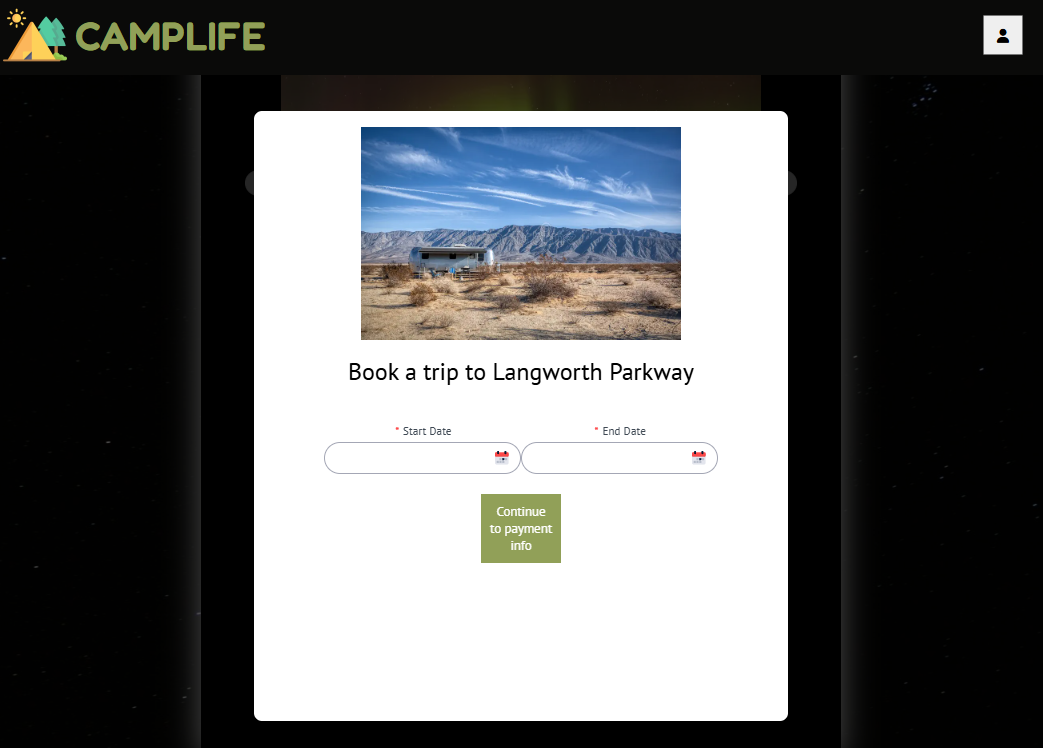 CAMPLIFE
Book a trip to Langworth Parkway
* Start Date
* End Date
Continue
to payment
info